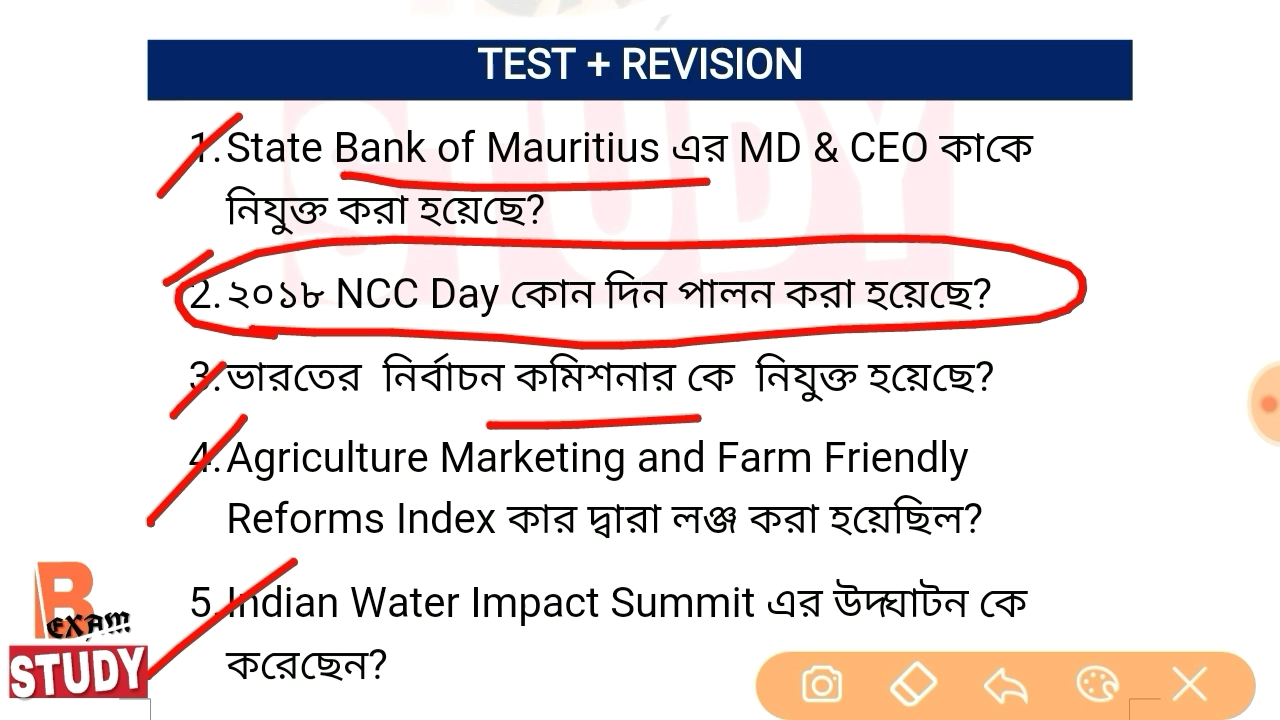 TEST + REVISION
1. State Bank of Mauritius এর MD & CEO কাকে
নিযুক্ত করা হয়েছে?
2. ২০১৮ NCC Day কোন দিন পালন করা হয়েছে?
3. ভারতের নির্বাচন কমিশনার কে নিযুক্ত হয়েছে?
4. Agriculture Marketing and Farm Friendly
Reforms Index কার দ্বারা লঞ্জ করা হয়েছিল?
5. Indian Water Impact Summit এর উদ্ঘাটন কে
করেছেন?
B
EXAM
STUDY
STUDY